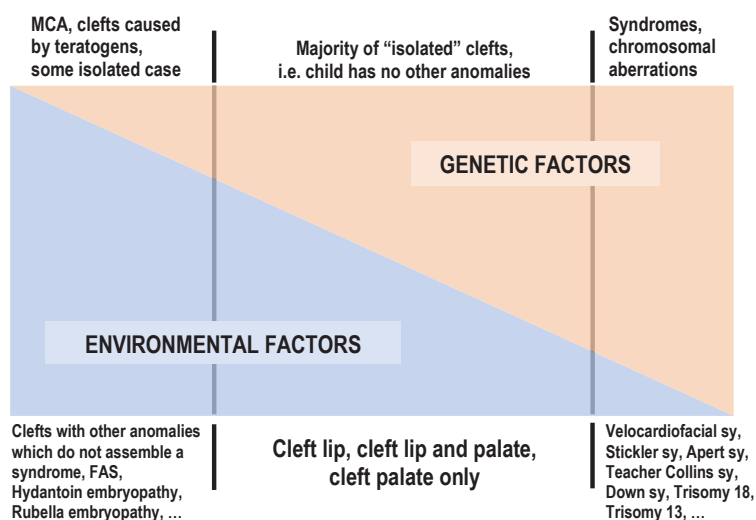 MCA, clefts caused
by teratogens,
some isolated case
Majority of “isolated” clefts,
i.e. child has no other anomalies
Syndromes,
chromosomal
aberrations
GENETIC FACTORS
ENVIRONMENTAL FACTORS
Clefts with other anomalies
which do not assemble a
syndrome, FAS,
Hydantoin embryopathy,
Rubella embryopathy, ...
Cleft lip, cleft lip and palate,
cleft palate only
Velocardiofacial sy,
Stickler sy, Apert sy,
Teacher Collins sy,
Down sy, Trisomy 18,
Trisomy 13, ...